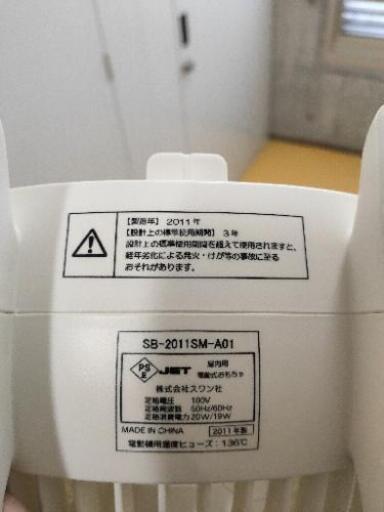 【製造年】2011年
【設計上の標準使用期間】3年
設計上の標準使用期間を超えて使用されますと、
経年劣化による発火・けが等の事故に至る
おそれがあります。
SB-2011SM-A01
PS
E
JET
屋内用
電動式おもちゃ
株式会社スワン社
定格電圧 100V
定格周波数 50Hz/60Hz
定格消費電力 20W/19W
MADE IN CHINA 2011年製
電動機用温度ヒューズ:136℃